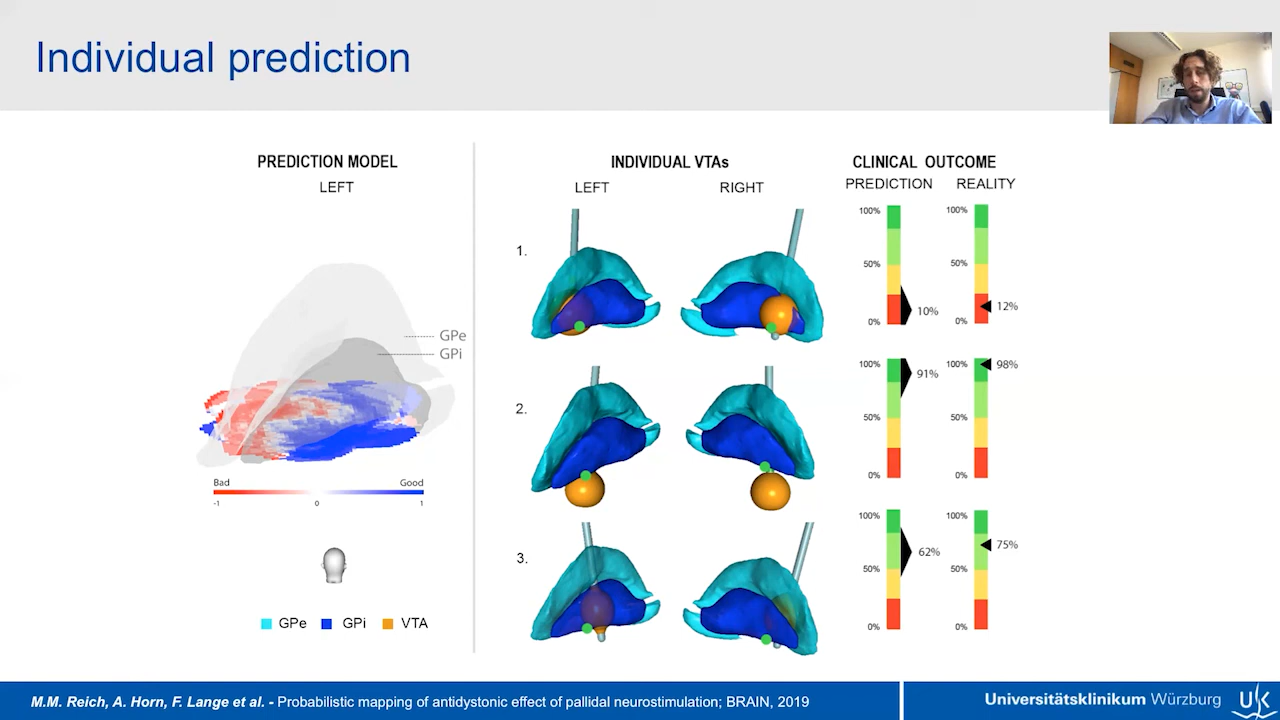 Individual prediction
PREDICTION MODEL
LEFT
GPe
GPi
Bad
Good
-1
0
1
GPe
GPi
VTA
INDIVIDUAL VTAs
LEFT
RIGHT
CLINICAL OUTCOME
PREDICTION
REALITY
1.
100%
50%
0%
10%
100%
50%
0%
12%
2.
100%
50%
0%
91%
100%
50%
0%
98%
3.
100%
50%
0%
62%
100%
50%
0%
75%
M.M. Reich, A. Horn, F. Lange et al. - Probabilistic mapping of antidystonic effect of pallidal neurostimulation; BRAIN, 2019
Universitätsklinikum Würzburg
UK